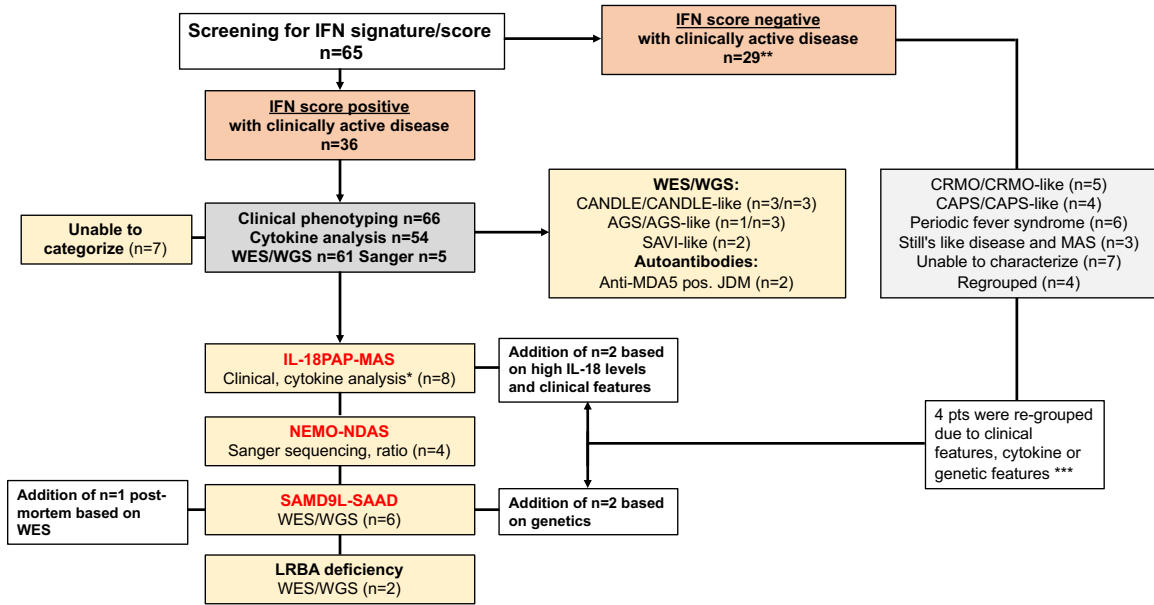 Screening for IFN signature/score
n=65
IFN score negative
with clinically active disease
n=29**
IFN score positive
with clinically active disease
n=36
Unable to
categorize (n=7)
Clinical phenotyping n=66
Cytokine analysis n=54
WES/WGS n=61 Sanger n=5
WES/WGS:
CANDLE/CANDLE-like (n=3/n=3)
AGS/AGS-like (n=1/n=3)
SAVI-like (n=2)
Autoantibodies:
Anti-MDA5 pos. JDM (n=2)
CRMO/CRMO-like (n=5)
CAPS/CAPS-like (n=4)
Periodic fever syndrome (n=6)
Still's like disease and MAS (n=3)
Unable to characterize (n=7)
Regrouped (n=4)
IL-18PAP-MAS
Clinical, cytokine analysis* (n=8)
Addition of n=2 based
on high IL-18 levels
and clinical features
NEMO-NDAS
Sanger sequencing, ratio (n=4)
4 pts were re-grouped
due to clinical
features, cytokine or
genetic features ***
Addition of n=1 post-
mortem based on
WES
SAMD9L-SAAD
WES/WGS (n=6)
Addition of n=2 based
on genetics
LRBA deficiency
WES/WGS (n=2)